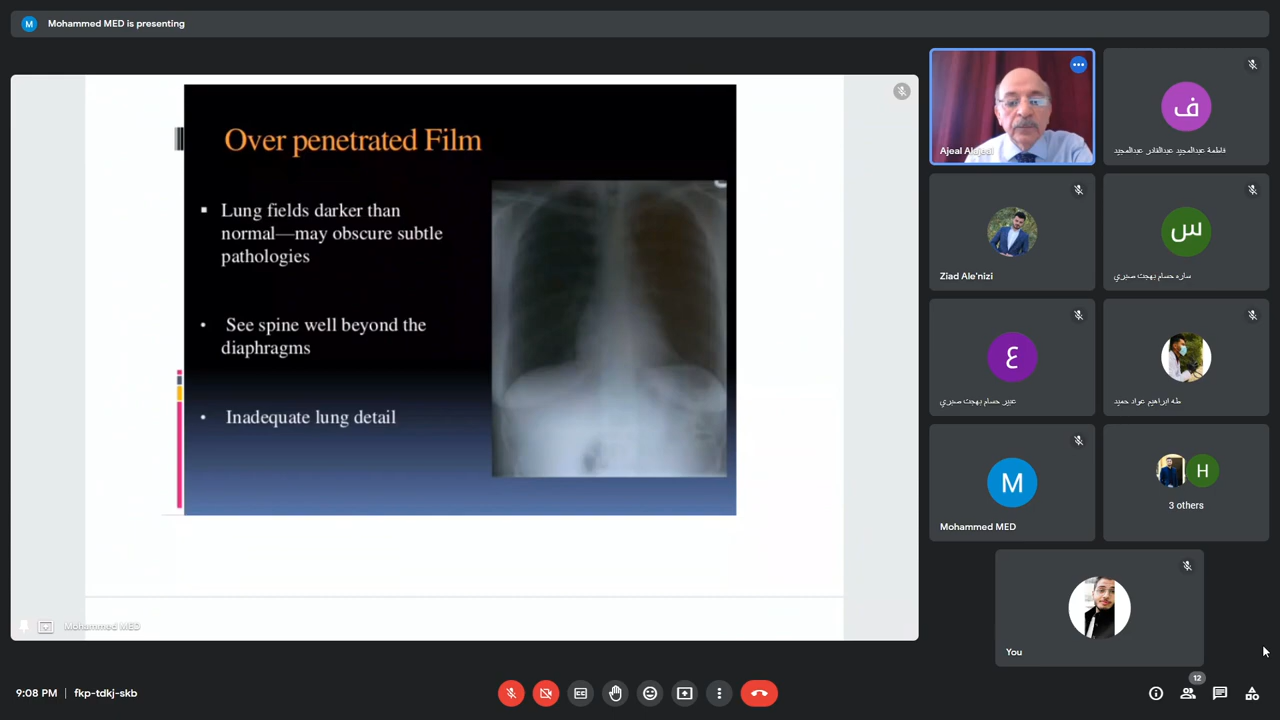 M
Mohammed MED is presenting
Over penetrated Film
▪ Lung fields darker than
normal—may obscure subtle
pathologies
• See spine well beyond the
diaphragms
• Inadequate lung detail
Mohammed MED
ف
فاطمة عبدالمجيد عبدالقادر عبدالمجيد
Ziad Ale'nizi
س
ساره حسام بهجت صبري
ع
عبير حسام بهجت صبري
طه ابراهيم عواد حميد
M
Mohammed MED
H
3 others
You
9:08 PM | fkp-tdkj-skb
12